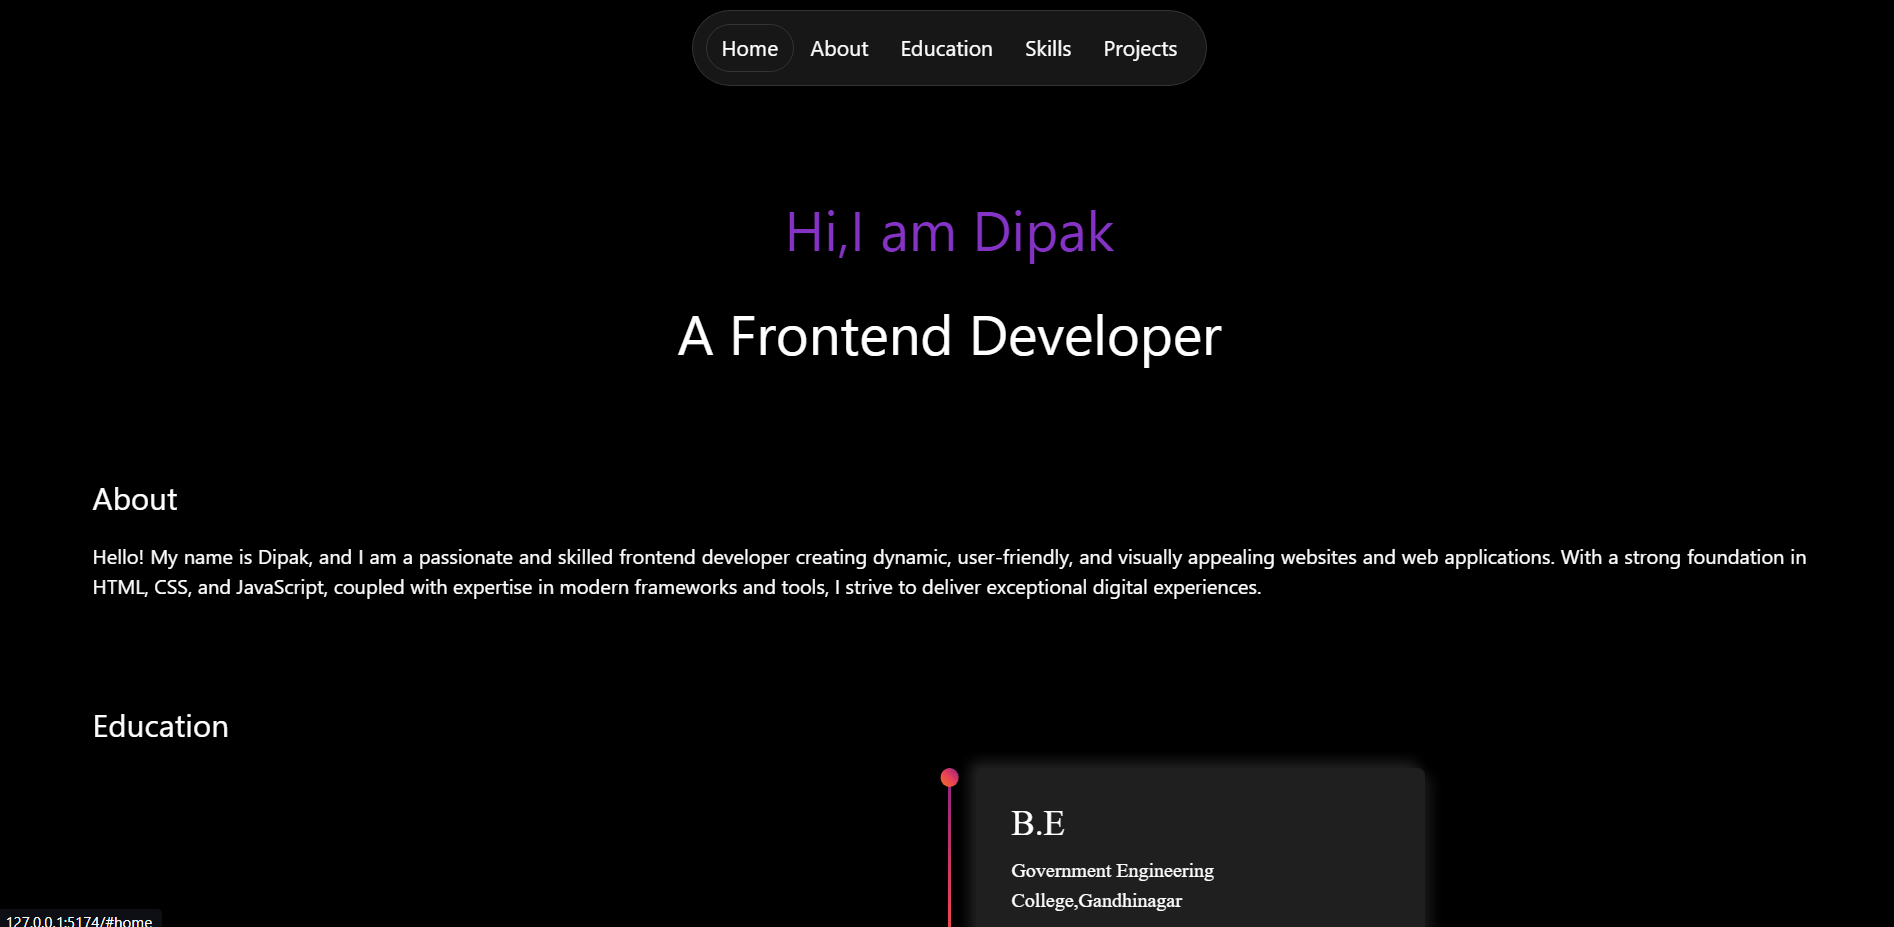 Home About Education Skills Projects
Hi,I am Dipak
A Frontend Developer
About
Hello! My name is Dipak, and I am a passionate and skilled frontend developer creating dynamic, user-friendly, and visually appealing websites and web applications. With a strong foundation in
HTML, CSS, and JavaScript, coupled with expertise in modern frameworks and tools, I strive to deliver exceptional digital experiences.
Education
B.E
Government Engineering
College,Gandhinagar
127.0.0.1:5174/#home